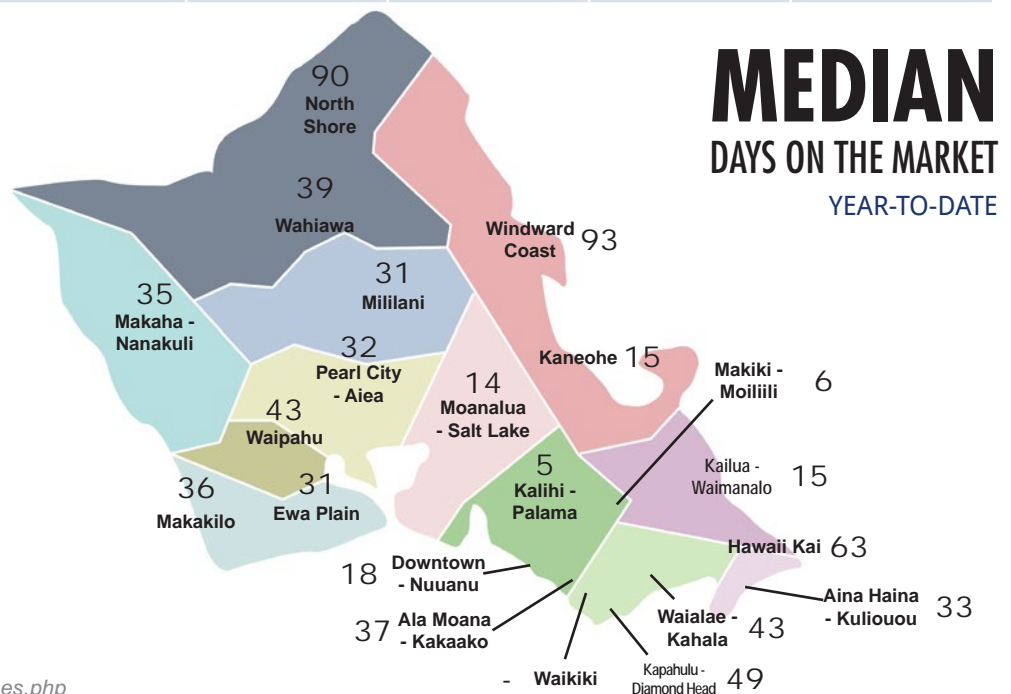 MEDIAN
DAYS ON THE MARKET
YEAR-TO-DATE
90
North
Shore
39
Wahiawa
Windward
Coast 93
31
Mililani
35
Makaha -
Nanakuli
32
Pearl City
- Aiea
Kaneohe 15
Makiki -
Moiliili 6
14
Moanalua
- Salt Lake
43
Waipahu
5
Kalihi -
Palama
Kailua -
Waimanalo 15
36
Makakilo
31
Ewa Plain
Hawaii Kai 63
18 Downtown
- Nuuanu
Aina Haina
- Kuliouou 33
37 Ala Moana
- Kakaako
Waialae -
Kahala 43
- Waikiki
Kapahulu -
Diamond Head 49
es.php